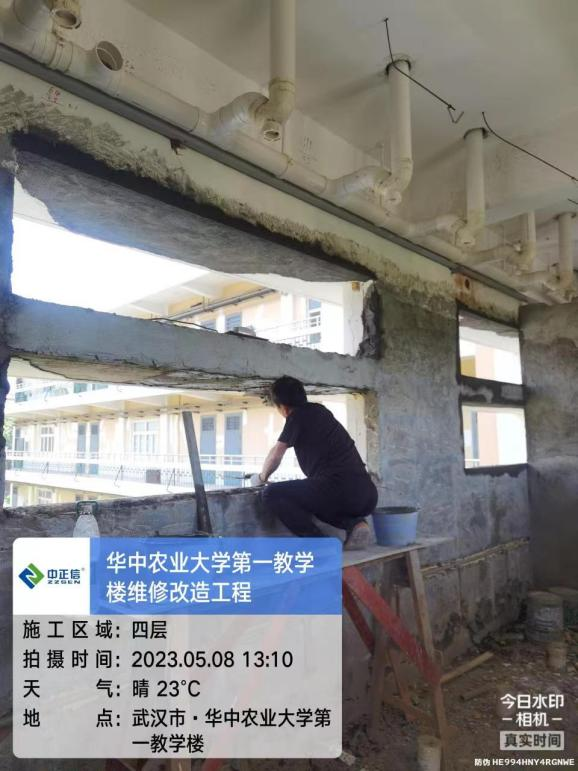 中正信®
ZZSEN
华中农业大学第一教学
楼维修改造工程
施工区域：四层
拍摄时间：2023.05.08 13:10
天气：晴 23°C
地点：武汉市·华中农业大学第
一教学楼
今日水印
-相机-
真实时间
防伪 HE994HNY4RGNWE